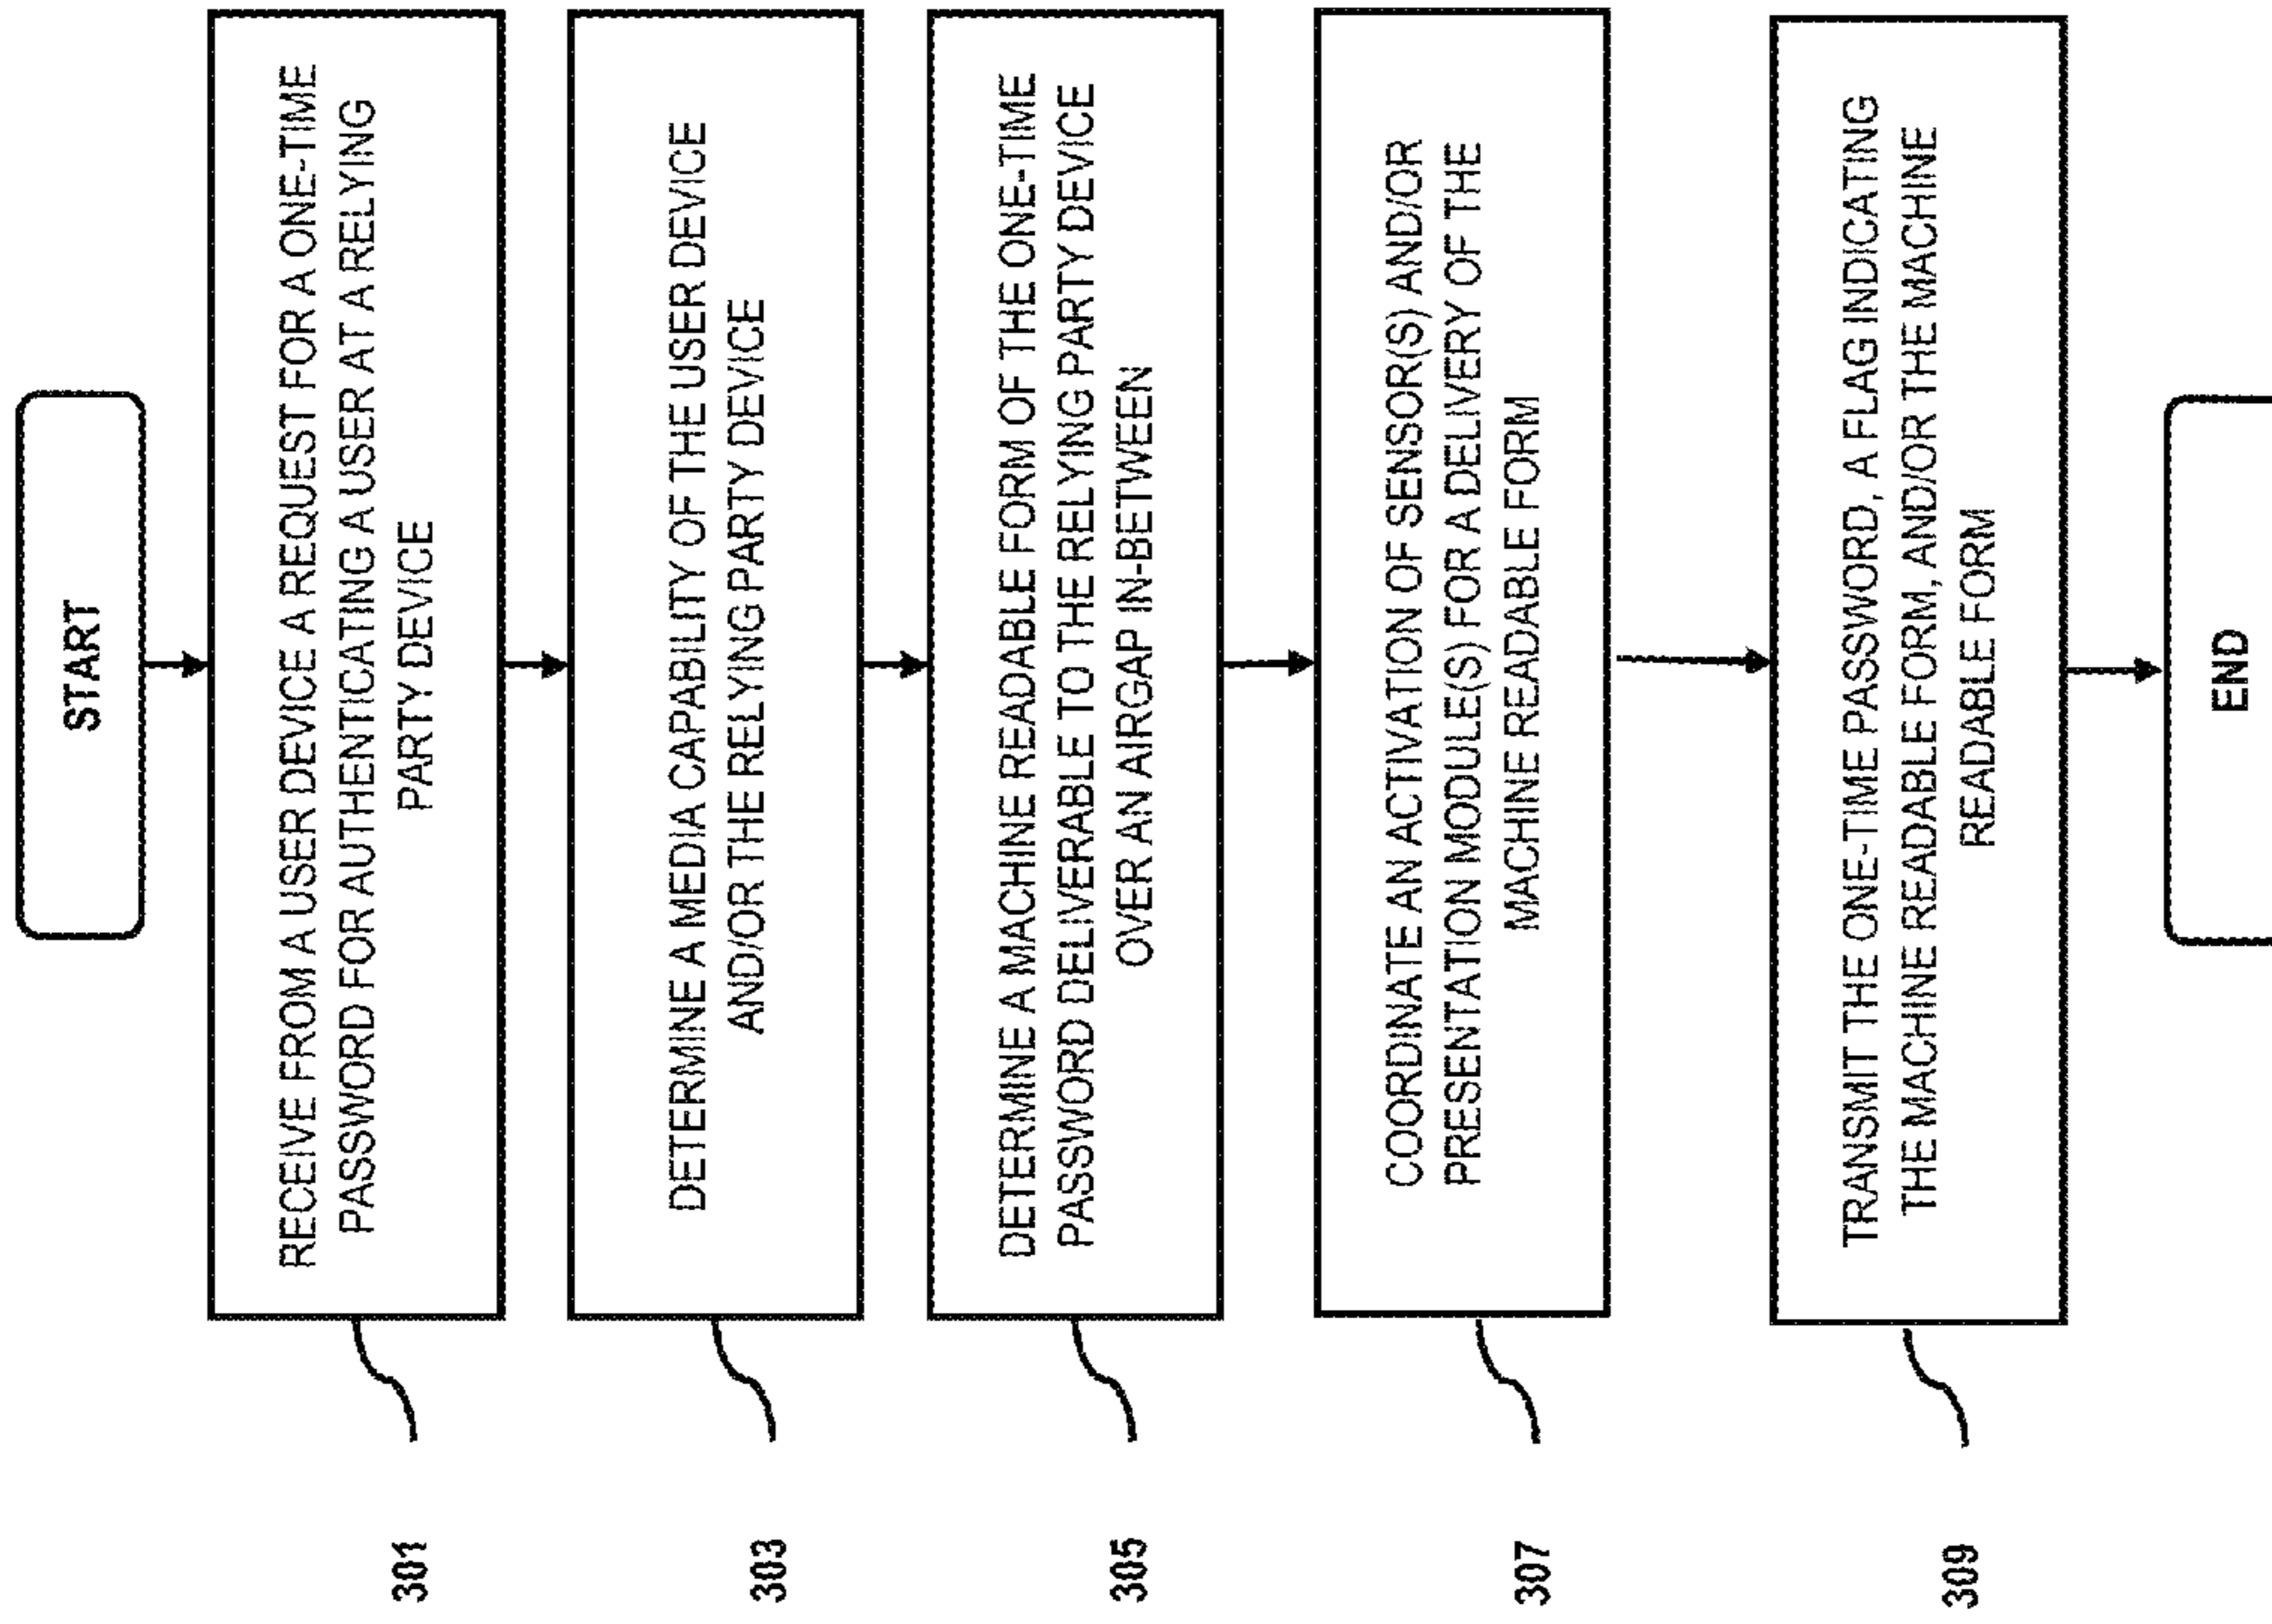 START
RECEIVE FROM A USER DEVICE A REQUEST FOR A ONE-TIME
PASSWORD FOR AUTHENTICATING A USER AT A RELYING
PARTY DEVICE
301
DETERMINE A MEDIA CAPABILITY OF THE USER DEVICE
AND/OR THE RELYING PARTY DEVICE
303
DETERMINE A MACHINE READABLE FORM OF THE ONE-TIME
PASSWORD DELIVERABLE TO THE RELYING PARTY DEVICE
OVER AN AIRGAP IN-BETWEEN
305
COORDINATE AN ACTIVATION OF SENSOR(S) AND/OR
PRESENTATION MODULE(S) FOR A DELIVERY OF THE
MACHINE READABLE FORM
307
TRANSMIT THE ONE-TIME PASSWORD, A FLAG INDICATING
THE MACHINE READABLE FORM, AND/OR THE MACHINE
READABLE FORM
309
END